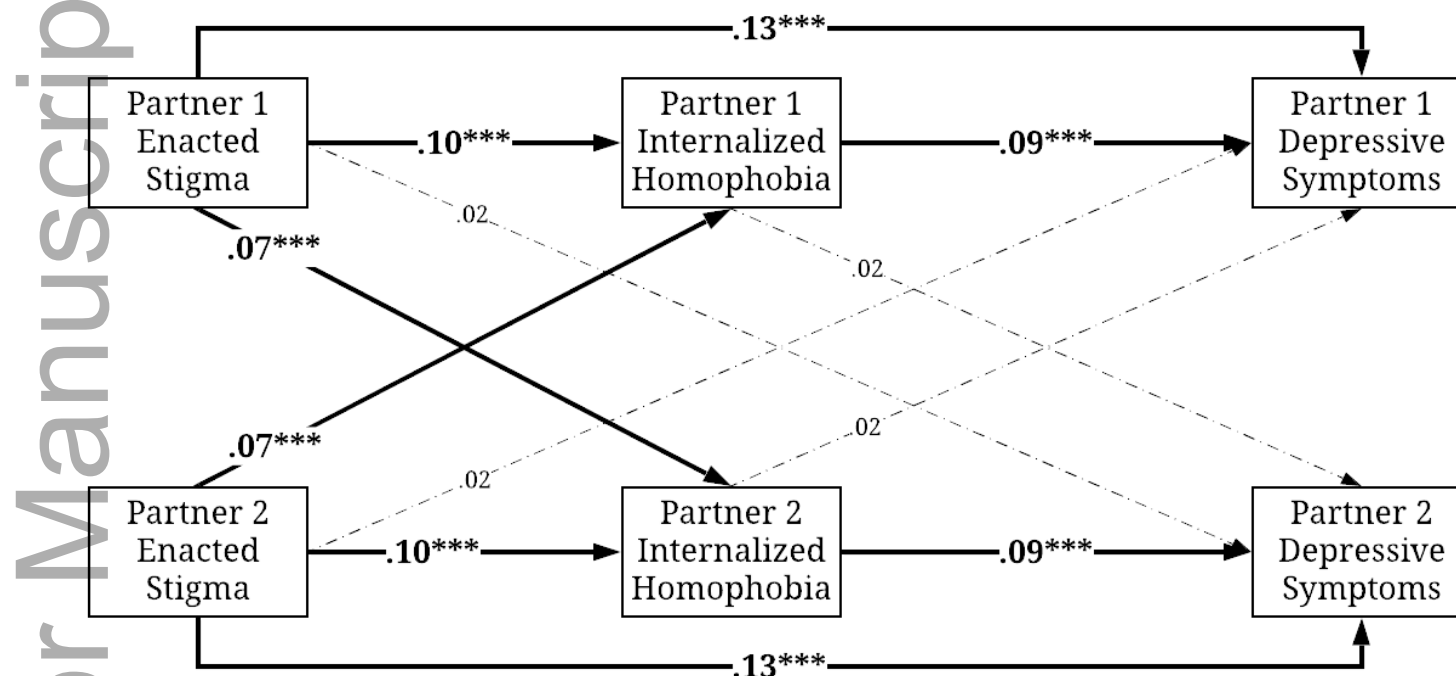 .13***
Partner 1
Enacted
Stigma
.10***
Partner 1
Internalized
Homophobia
.09***
Partner 1
Depressive
Symptoms
.02
.07***
.02
.07***
.02
.02
Partner 2
Enacted
Stigma
.10***
Partner 2
Internalized
Homophobia
.09***
Partner 2
Depressive
Symptoms
.13***
or Manuscrip